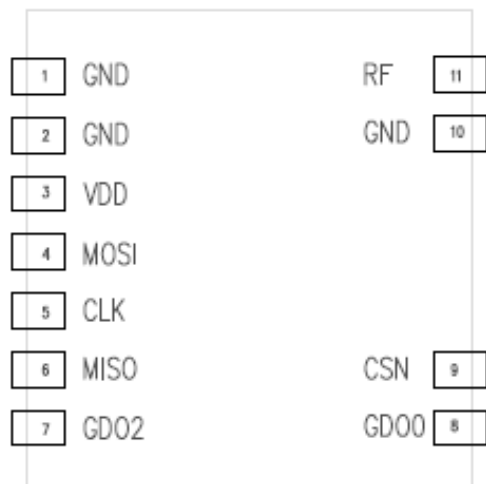 1 GND RF 11
2 GND GND 10
3 VDD
4 MOSI
5 CLK
6 MISO CSN 9
7 GDO2 GDO0 8